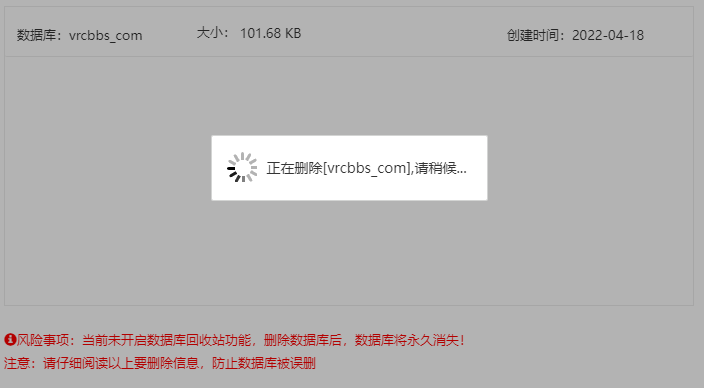 数据库：vrcbbs_com 大小： 101.68 KB 创建时间：2022-04-18
正在删除[vrcbbs_com],请稍候...
风险事项：当前未开启数据库回收站功能，删除数据库后，数据库将永久消失！
注意：请仔细阅读以上要删除信息，防止数据库被误删